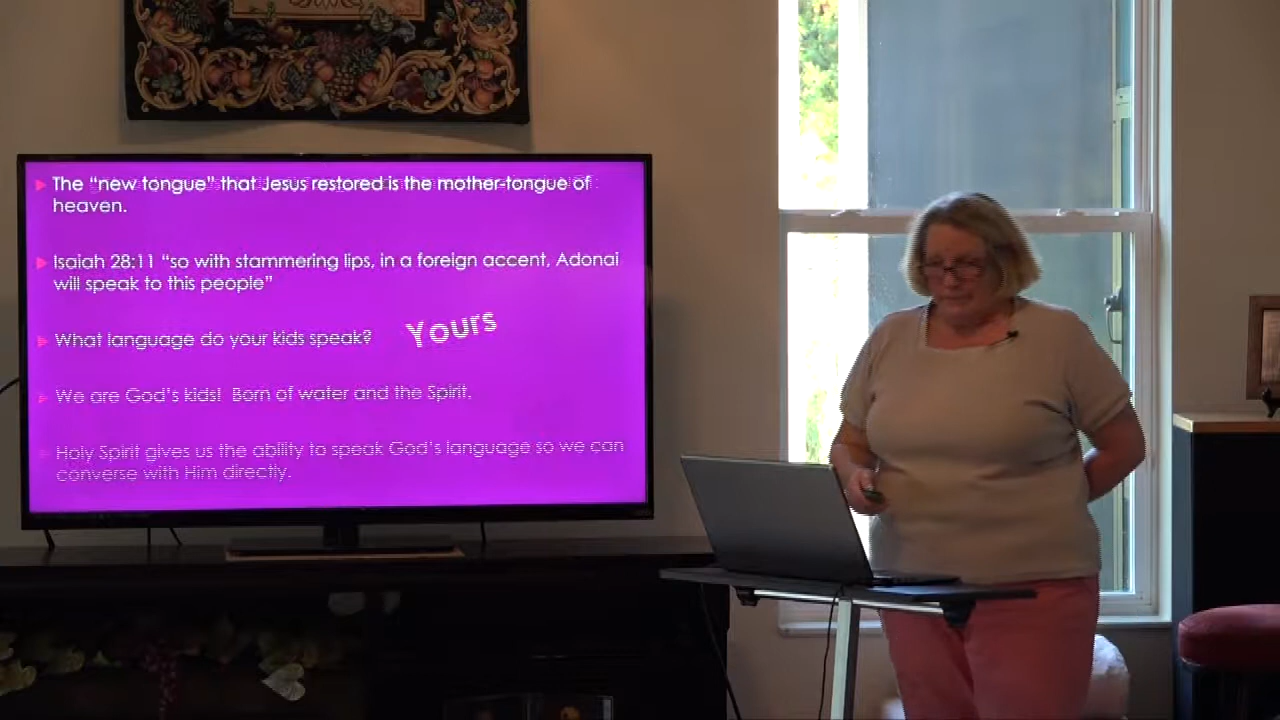 The “new tongue” that Jesus restored is the mother-tongue of
heaven.
Isaiah 28:11 “so with stammering lips, in a foreign accent, Adonai
will speak to this people”
What language do your kids speak? Yours
We are God’s kids! Born of water and the Spirit.
Holy Spirit gives us the ability to speak God’s language so we can
converse with Him directly.